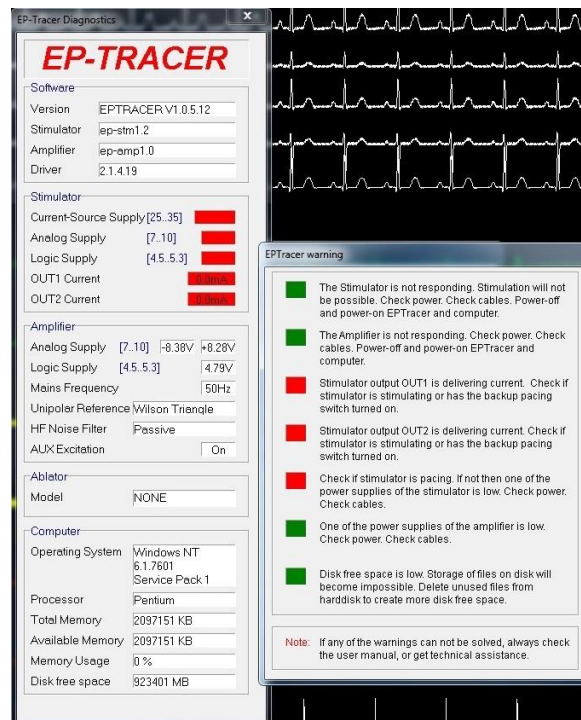 EP-Tracer Diagnostics
x
EP-TRACER
Software
Version EPTRACER V1.0.5.12
Stimulator ep-stm1.2
Amplifier ep-amp1.0
Driver 2.1.4.19
Stimulator
Current-Source Supply [25..35]
Analog Supply [7..10]
Logic Supply [4.5..5.3]
OUT1 Current 0.0mA
OUT2 Current 0.0mA
Amplifier
Analog Supply [7..10] -8.38V +8.28V
Logic Supply [4.5..5.3] 4.79V
Mains Frequency 50Hz
Unipolar Reference Wilson Triangle
HF Noise Filter Passive
AUX Excitation On
Ablator
Model NONE
Computer
Operating System Windows NT
6.1.7601
Service Pack 1
Processor Pentium
Total Memory 2097151 KB
Available Memory 2097151 KB
Memory Usage 0 %
Disk free space 923401 MB
EPTracer warning
The Stimulator is not responding. Stimulation will not
be possible. Check power. Check cables. Power-off
and power-on EPTracer and computer.
The Amplifier is not responding. Check power. Check
cables. Power-off and power-on EPTracer and
computer.
Stimulator output OUT1 is delivering current. Check if
stimulator is stimulating or has the backup pacing
switch turned on.
Stimulator output OUT2 is delivering current. Check if
stimulator is stimulating or has the backup pacing
switch turned on.
Check if stimulator is pacing. If not then one of the
power supplies of the stimulator is low. Check power.
Check cables.
One of the power supplies of the amplifier is low.
Check power. Check cables.
Disk free space is low. Storage of files on disk will
become impossible. Delete unused files from
harddisk to create more disk free space.
Note: If any of the warnings can not be solved, always check
the user manual, or get technical assistance.